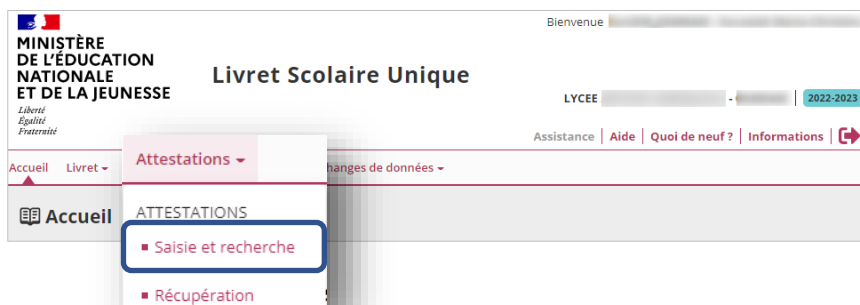 Bienvenue
MINISTÈRE
DE L'ÉDUCATION
NATIONALE
ET DE LA JEUNESSE
Liberté
Égalité
Fraternité
Livret Scolaire Unique
LYCEE - 2022-2023
Assistance | Aide | Quoi de neuf ? | Informations |
Accueil Livret Attestations hanges de données
Accueil
ATTESTATIONS
Saisie et recherche
Récupération